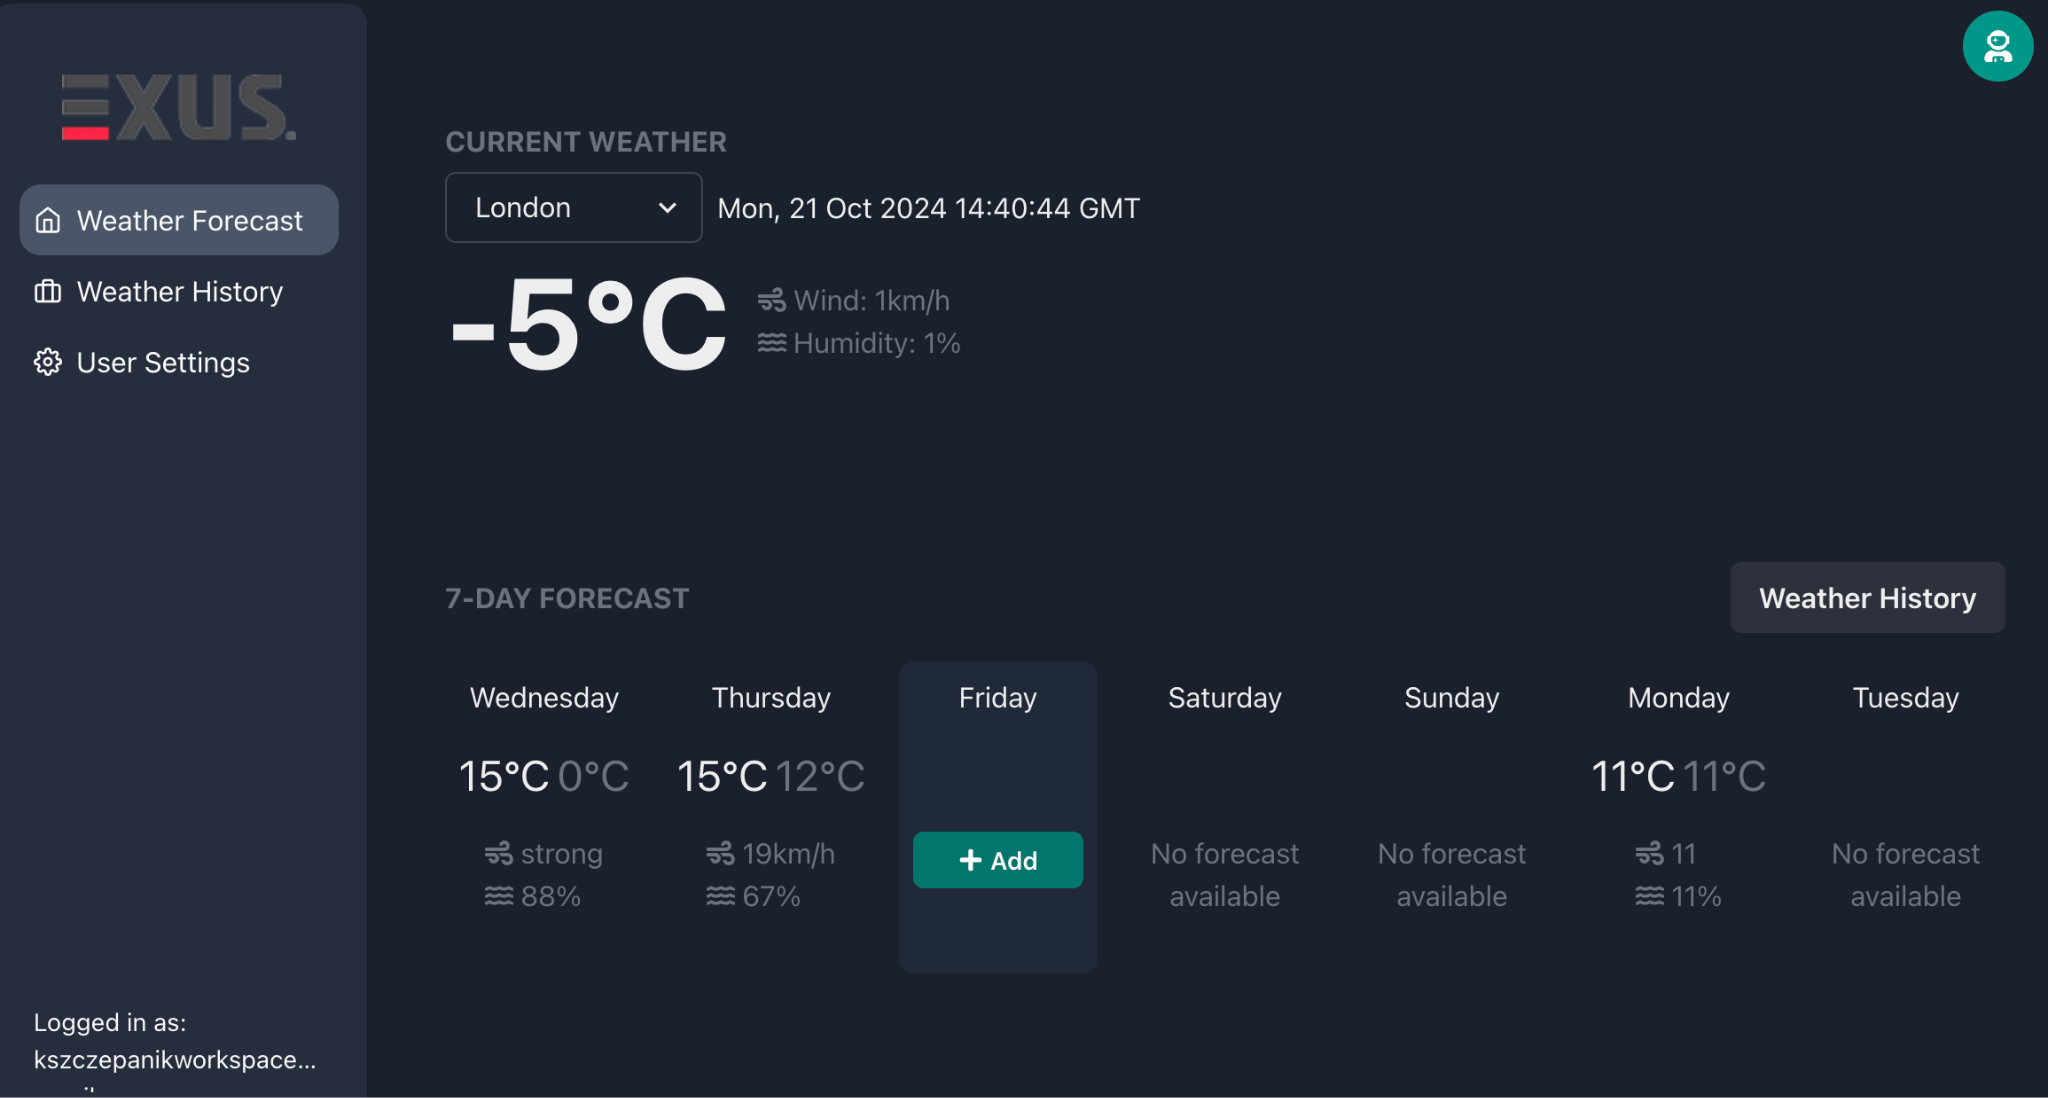 EXUS.
Weather Forecast
Weather History
User Settings
Logged in as:
kszczepanikworkspace...
CURRENT WEATHER
London
Mon, 21 Oct 2024 14:40:44 GMT
-5°C
Wind: 1km/h
Humidity: 1%
7-DAY FORECAST
Weather History
Wednesday
15°C 0°C
strong
88%
Thursday
15°C 12°C
19km/h
67%
Friday
+ Add
Saturday
No forecast
available
Sunday
No forecast
available
Monday
11°C 11°C
11
11%
Tuesday
No forecast
available